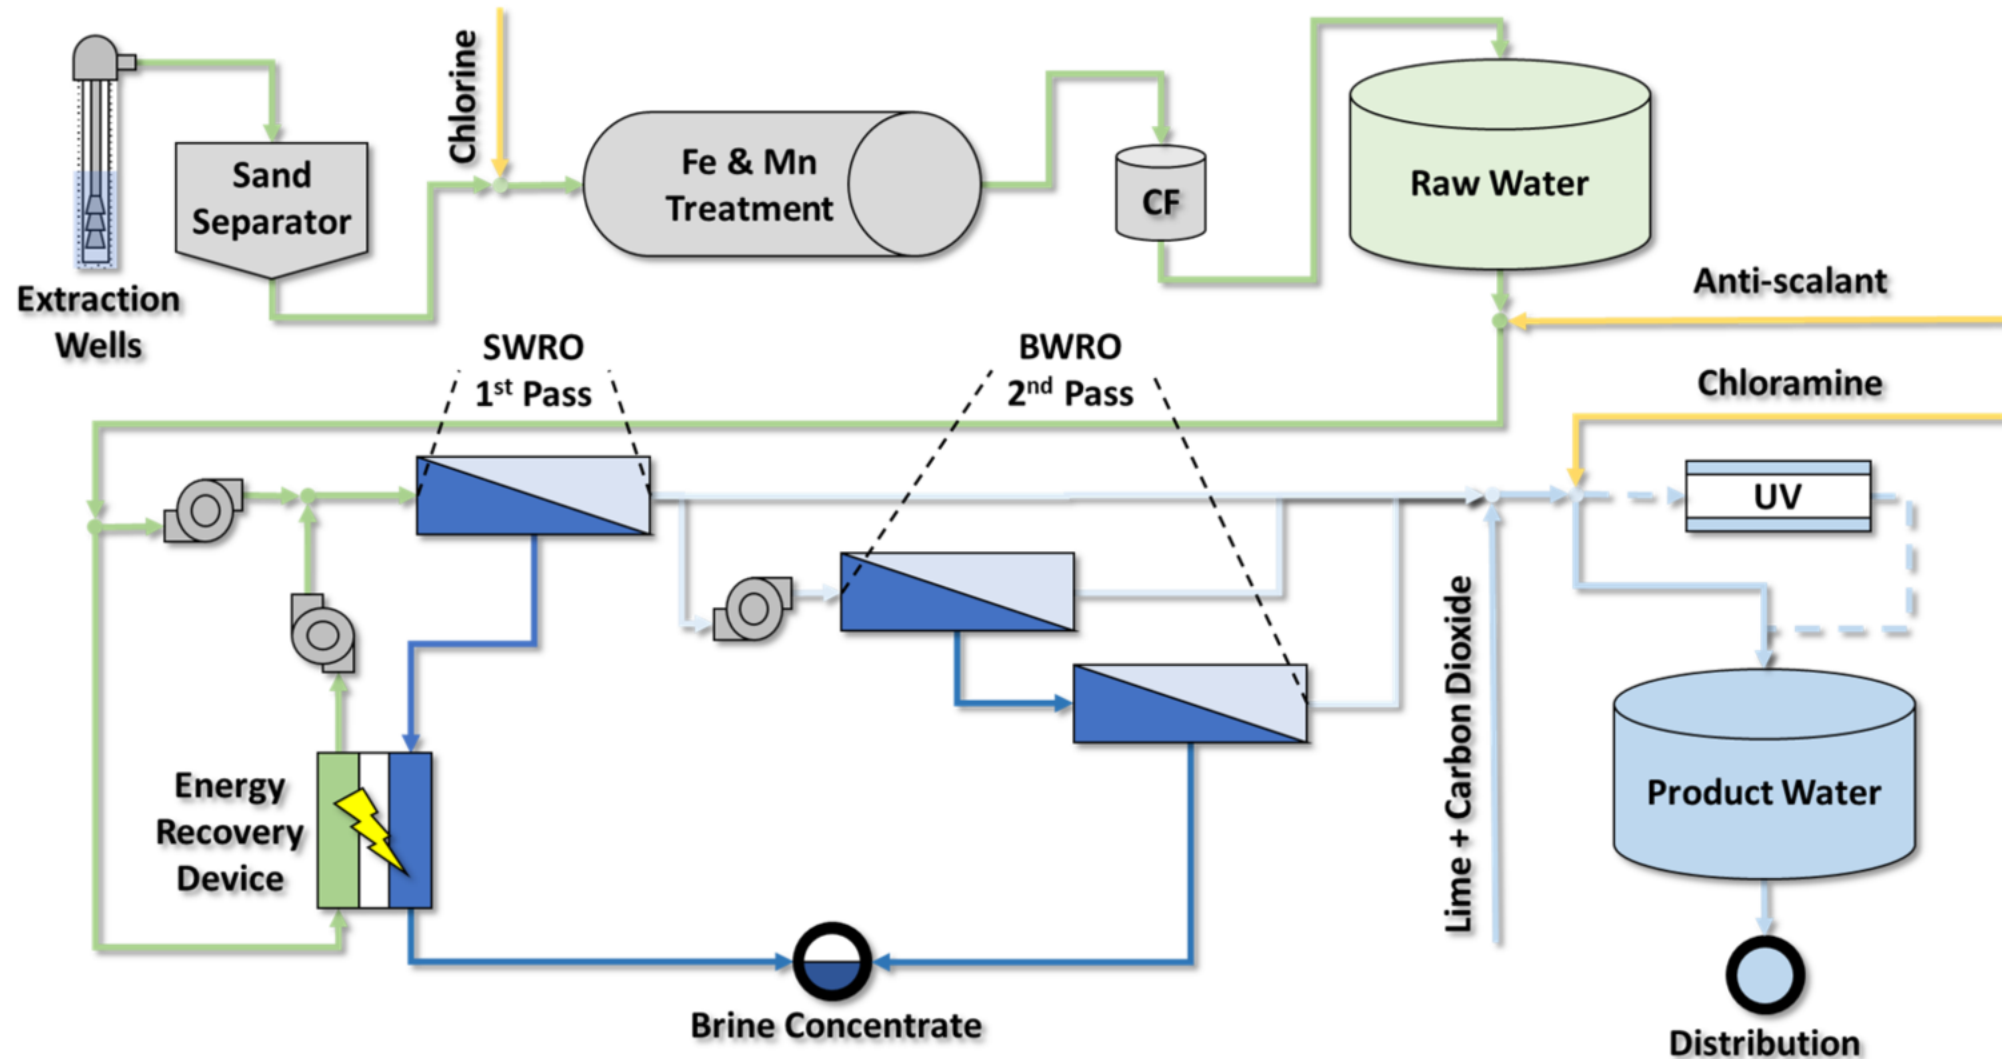 Extraction
Wells
Sand
Separator
Chlorine
Fe & Mn
Treatment
CF
Raw Water
Anti-scalant
Chloramine
SWRO
1st Pass
BWRO
2nd Pass
UV
Energy
Recovery
Device
Lime + Carbon Dioxide
Product Water
Brine Concentrate
Distribution